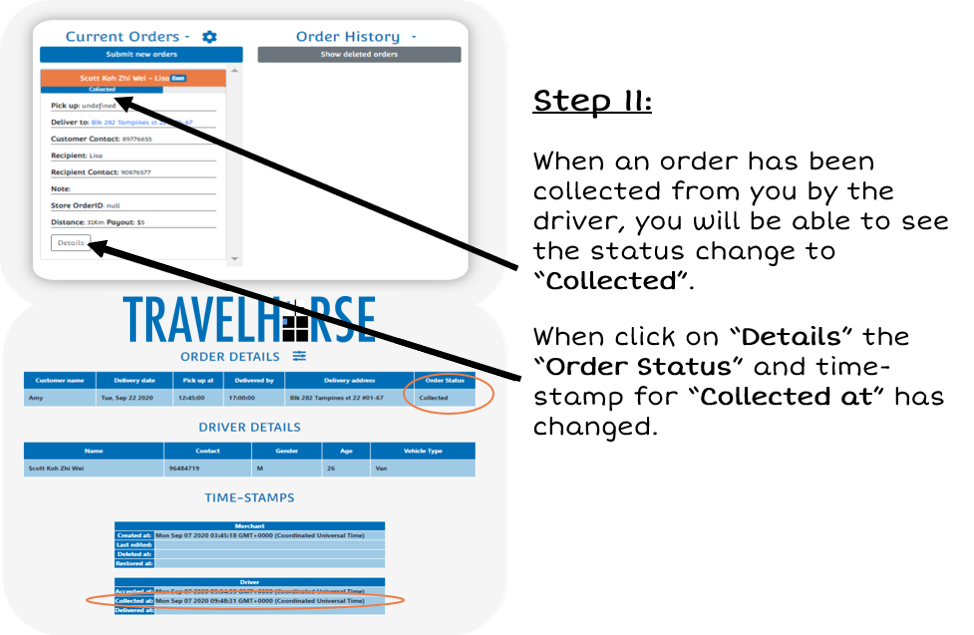 Current Orders -
Order History -
Submit new orders
Show deleted orders
Scott Koh Zhi Wei - Lisa
Collected
Pick up: undefined
Deliver to: Blk 282 Tampines st 22 #01-67
Customer Contact: 89776655
Recipient: Lisa
Recipient Contact: 90876577
Note:
Store OrderID: null
Distance: 31Km Payout: $5
Details
TRAVELHORSE
ORDER DETAILS
Customer name Delivery date Pick up at Delivered by Delivery address Order Status
Amy Tue, Sep 22 2020 12:45:00 17:00:00 Blk 282 Tampines st 22 #01-67 Collected
DRIVER DETAILS
Name Contact Gender Age Vehicle Type
Scott Koh Zhi Wei 96484719 M 26 Van
TIME-STAMPS
Merchant
Created at: Mon Sep 07 2020 03:45:18 GMT+0000 (Coordinated Universal Time)
Last edited:
Deleted at:
Restored at:
Driver
Accepted at: Mon Sep 07 2020 GMT+0000 (Coordinated Universal Time)
Collected at: Mon Sep 07 2020 09:48:31 GMT+0000 (Coordinated Universal Time)
Delivered at:
Step 11:
When an order has been
collected from you by the
driver, you will be able to see
the status change to
“Collected”.
When click on “Details” the
“Order Status” and time-
stamp for “Collected at” has
changed.